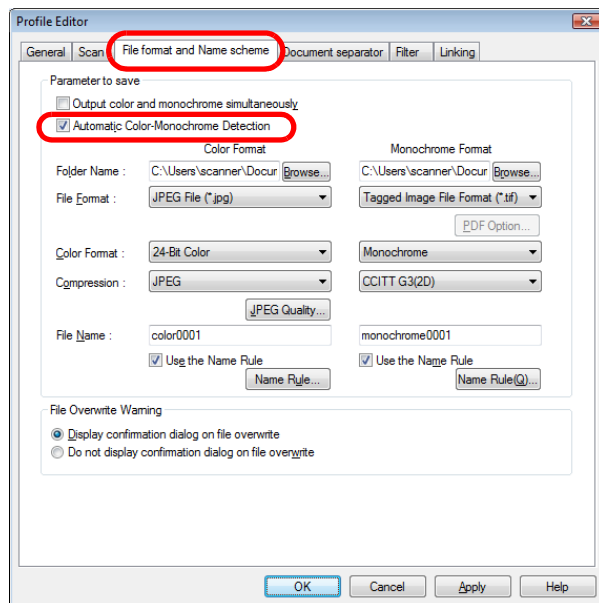 Profile Editor
General Scan File format and Name scheme Document separator Filter Linking
Parameter to save
Output color and monochrome simultaneously
Automatic Color-Monochrome Detection
Color Format Monochrome Format
Folder Name : C:\Users\scanner\Docur Browse... C:\Users\scanner\Docur Browse...
File Format : JPEG File (*.jpg) Tagged Image File Format (*.tif)
PDF Option...
Color Format : 24-Bit Color Monochrome
Compression : JPEG CCITT G3(2D)
JPEG Quality...
File Name : color0001 monochrome0001
Use the Name Rule Use the Name Rule
Name Rule... Name Rule(Q)...
File Overwrite Warning
Display confirmation dialog on file overwrite
Do not display confirmation dialog on file overwrite
OK Cancel Apply Help